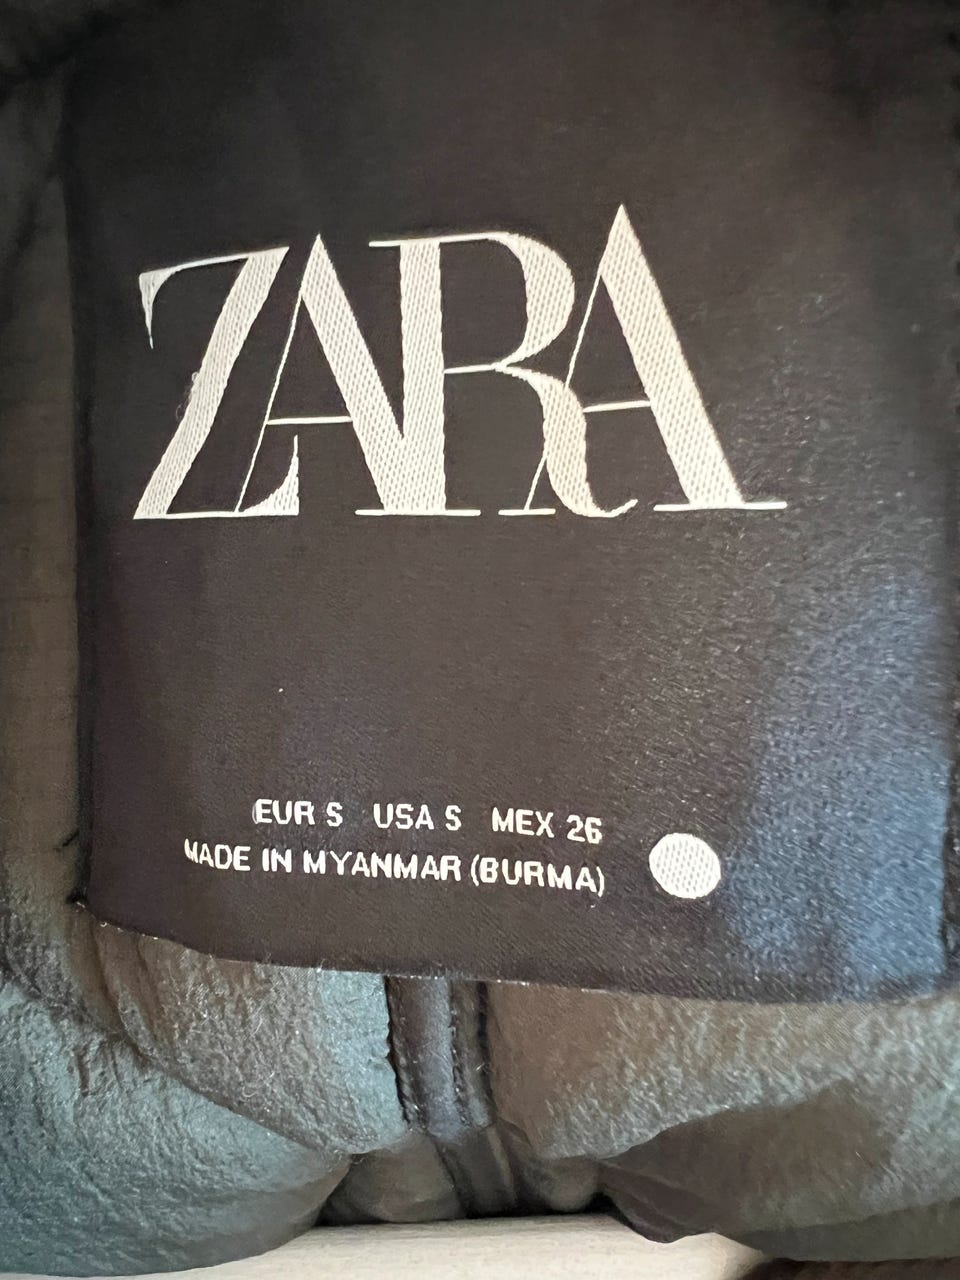 ZARA
EUR S USA S MEX 26
MADE IN MYANMAR (BURMA)